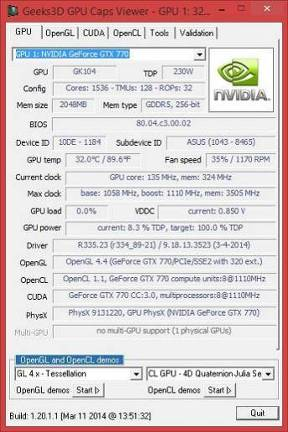 Geeks3D GPU Caps Viewer - GPU 1: 32...
GPU OpenGL CUDA OpenCL Tools Validation
GPU 1: NVIDIA GeForce GTX 770
NVIDIA.
GPU GK104 TDP 230W
Config Cores: 1536 - TMUs: 128 - ROPs: 32
Mem size 2048MB Mem type GDDR5, 256-bit
BIOS 80.04.c3.00.02
Device ID 10DE - 1184 Subdevice ID ASUS (1043 - 8465)
GPU temp 32.0°C / 89.6°F Fan speed 35% / 1170 RPM
Current clock GPU core: 135 MHz, mem: 324 MHz
Max clock base: 1058 MHz, boost: 1110 MHz, mem: 3505 MHz
GPU load 0.0% VDDC current: 0.850 V
GPU power current: 8.3 % TDP, target: 100.0 % TDP
Driver R335.23 (r334_89-21) / 9.18.13.3523 (3-4-2014)
OpenGL OpenGL 4.4 (GeForce GTX 770/PCIe/SSE2 with 320 ext.)
OpenCL OpenCL 1.1, GeForce GTX 770 compute units:8@1110MHz
CUDA GeForce GTX 770 CC:3.0, multiprocessors:8@1110MHz
PhysX PhysX 9131220, GPU PhysX (NVIDIA GeForce GTX 770)
Multi-GPU no multi-GPU support (1 physical GPUs)
OpenGL and OpenCL demos
GL 4.x - Tessellation CL GPU - 4D Quaternion Julia Se
OpenGL demos Start OpenCL demos Start
Build: 1.20.1.1 [Mar 11 2014 @ 13:51:32] Quit